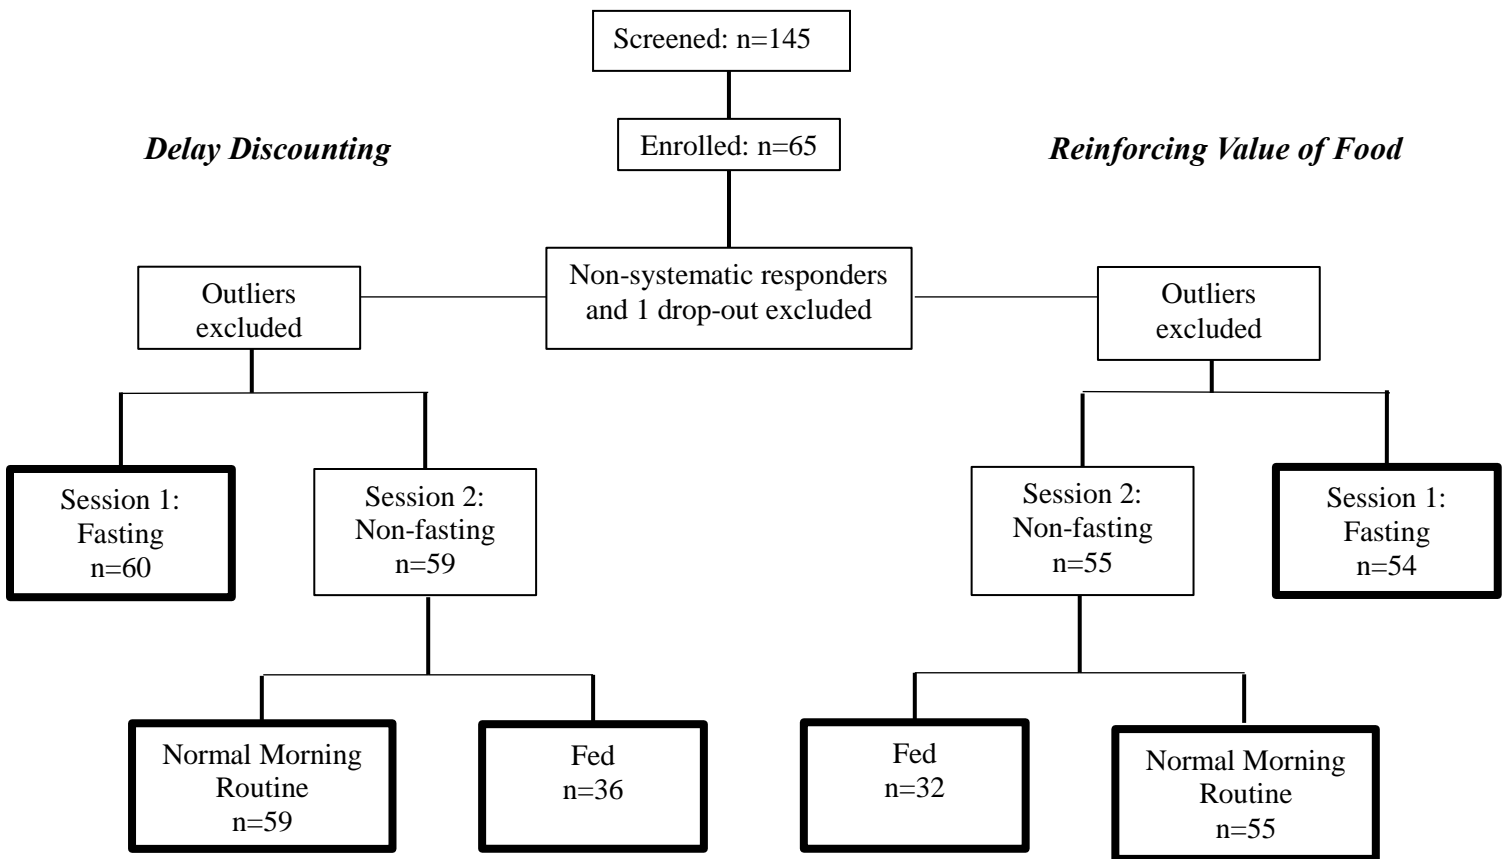 Screened: n=145
Delay Discounting
Enrolled: n=65
Reinforcing Value of Food
Outliers
excluded
Non-systematic responders
and 1 drop-out excluded
Outliers
excluded
Session 1:
Fasting
n=60
Session 2:
Non-fasting
n=59
Session 2:
Non-fasting
n=55
Session 1:
Fasting
n=54
Normal Morning
Routine
n=59
Fed
n=36
Fed
n=32
Normal Morning
Routine
n=55